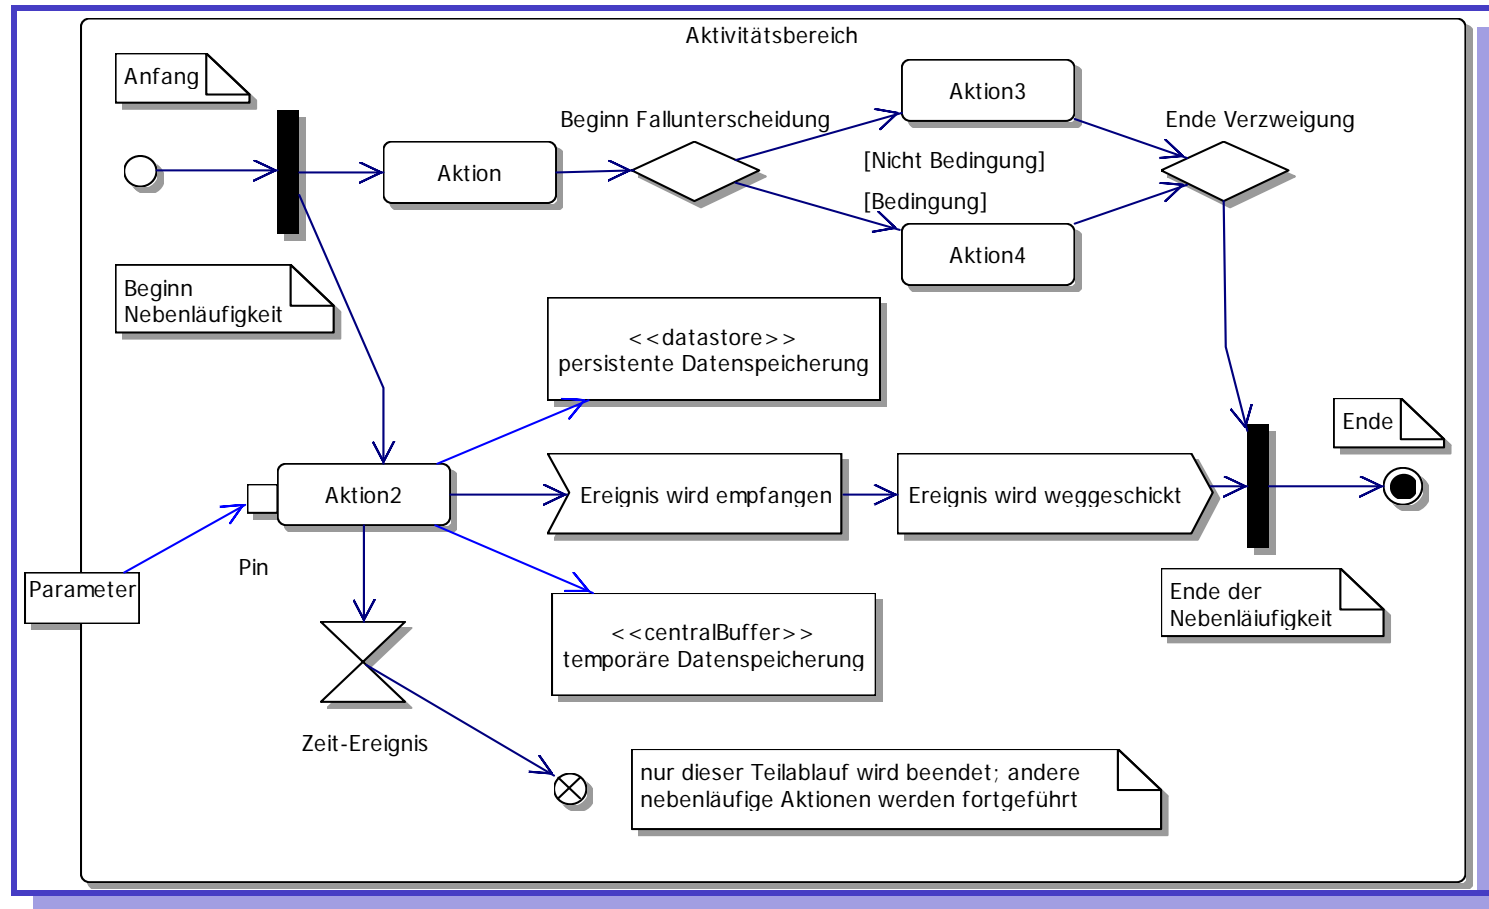 Aktivitätsbereich
Anfang
Beginn Fallunterscheidung
Aktion3
Ende Verzweigung
Aktion
[Nicht Bedingung]
[Bedingung]
Aktion4
Beginn
Nebenläufigkeit
<<datastore>>
persistente Datenspeicherung
Ende
Aktion2
Ereignis wird empfangen
Ereignis wird weggeschickt
Pin
Parameter
Ende der
Nebenläiufigkeit
<<centralBuffer>>
temporäre Datenspeicherung
Zeit-Ereignis
nur dieser Teilablauf wird beendet; andere
nebenläufige Aktionen werden fortgeführt